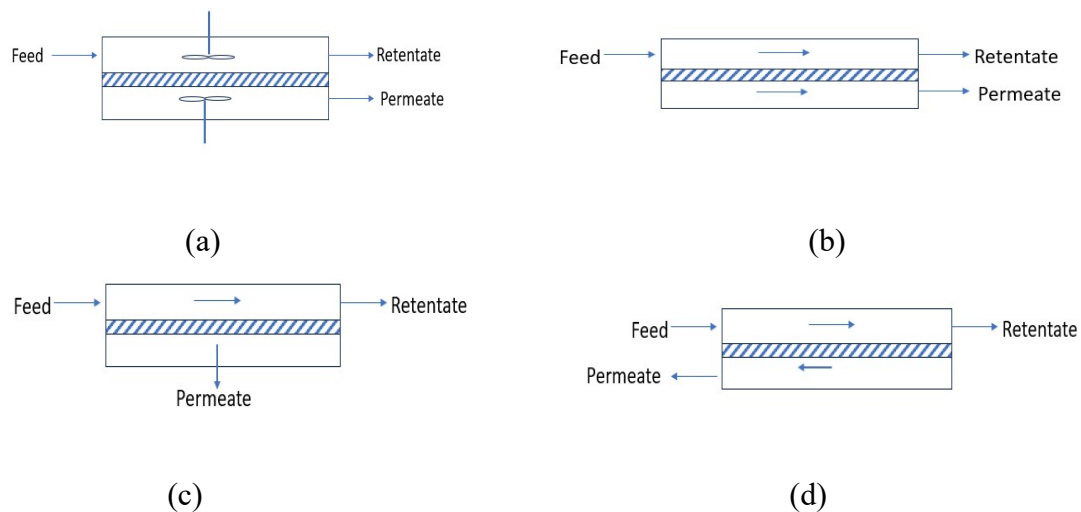 Feed
Retentate
Permeate
(a)
Feed
Retentate
Permeate
(b)
Feed
Retentate
Permeate
(c)
Feed
Retentate
Permeate
(d)